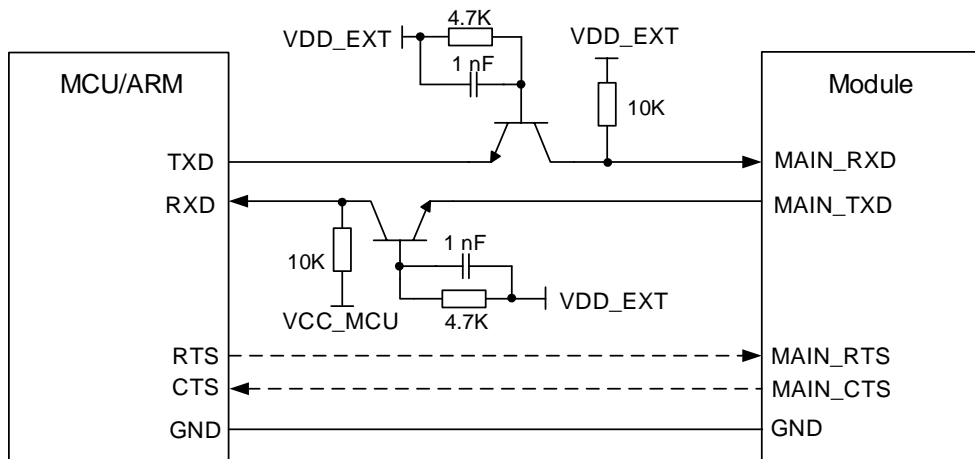 4.7K
VDD_EXT
VDD_EXT
1 nF
MCU/ARM
Module
10K
TXD
MAIN_RXD
RXD
MAIN_TXD
1 nF
10K
VDD_EXT
VCC_MCU
4.7K
RTS
MAIN_RTS
CTS
MAIN_CTS
GND
GND